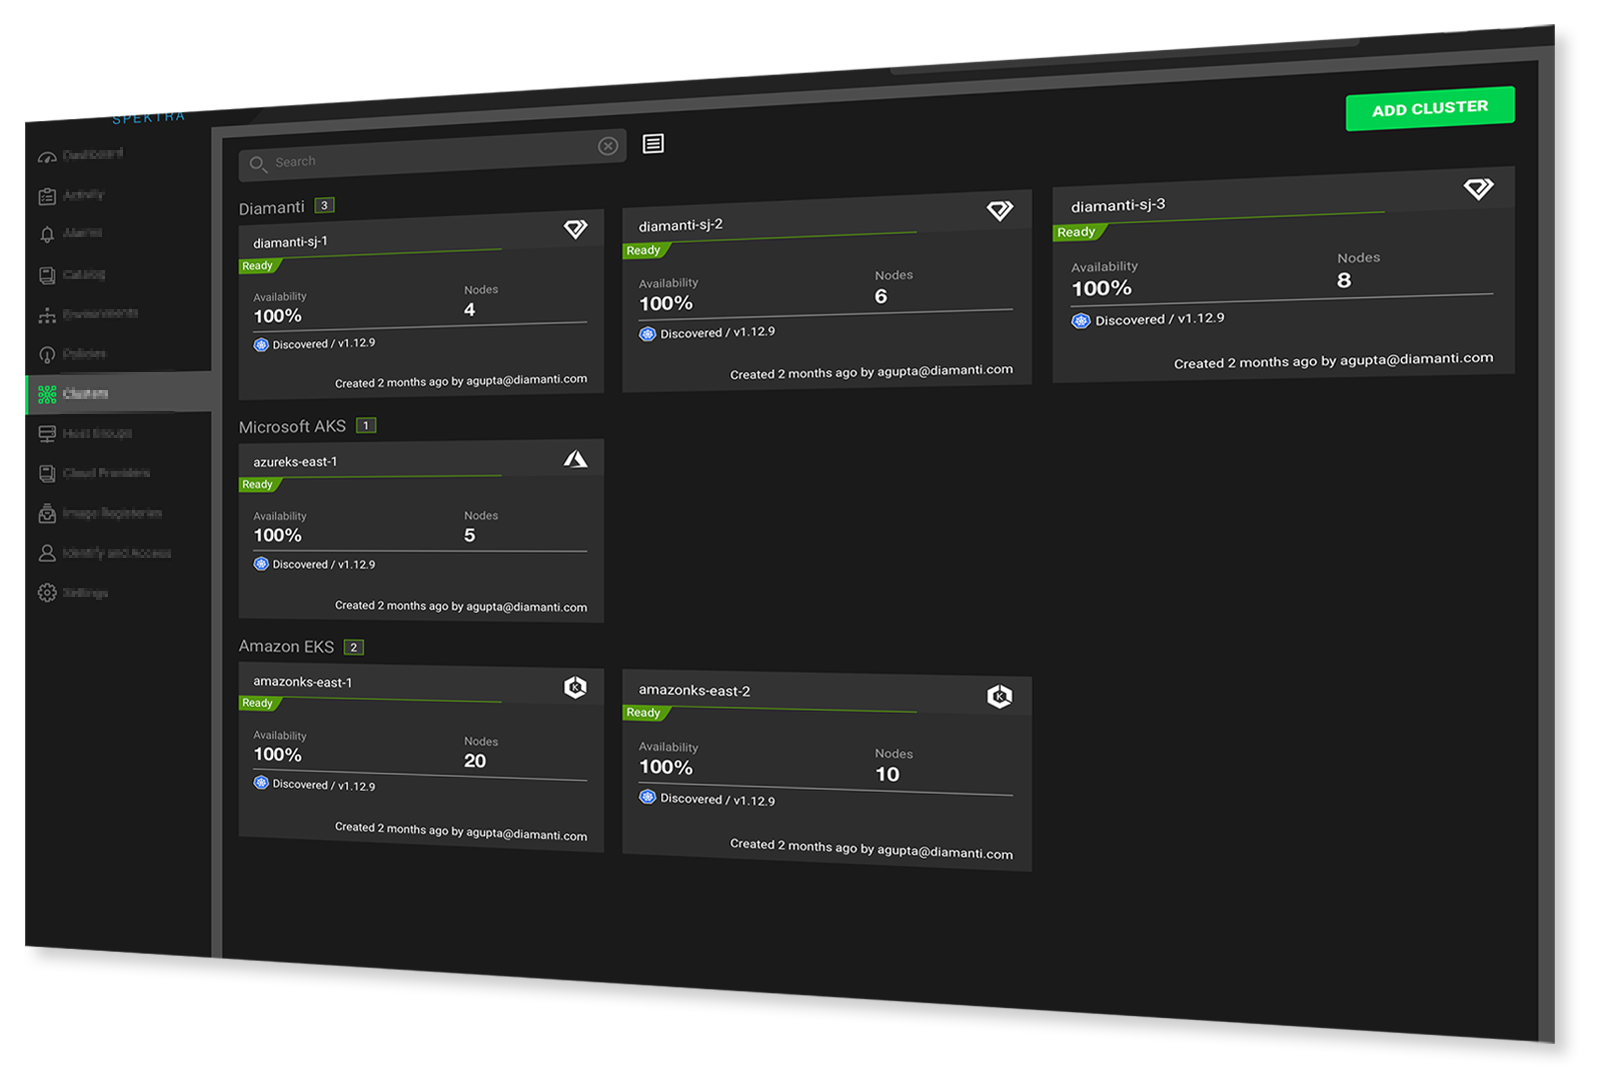 SPEKTRA
Dashboard
Activity
Alarms
Catalog
Environments
Policies
Clusters
Host Groups
Cloud Providers
Image Registeries
Identify and Access
Settings
Search
ADD CLUSTER
Diamanti 3
diamanti-sj-1
Ready
Availability
100%
Nodes
4
Discovered / v1.12.9
Created 2 months ago by agupta@diamanti.com
diamanti-sj-2
Ready
Availability
100%
Nodes
6
Discovered / v1.12.9
Created 2 months ago by agupta@diamanti.com
diamanti-sj-3
Ready
Availability
100%
Nodes
8
Discovered / v1.12.9
Created 2 months ago by agupta@diamanti.com
Microsoft AKS 1
azureks-east-1
Ready
Availability
100%
Nodes
5
Discovered / v1.12.9
Created 2 months ago by agupta@diamanti.com
Amazon EKS 2
amazonks-east-1
Ready
Availability
100%
Nodes
20
Discovered / v1.12.9
Created 2 months ago by agupta@diamanti.com
amazonks-east-2
Ready
Availability
100%
Nodes
10
Discovered / v1.12.9
Created 2 months ago by agupta@diamanti.com